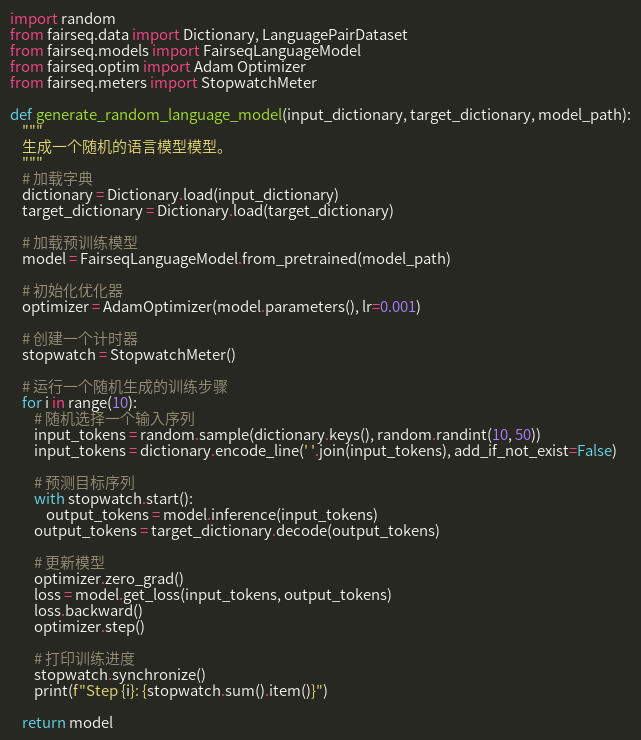 import random
from fairseq.data import Dictionary, LanguagePairDataset
from fairseq.models import FairseqLanguageModel
from fairseq.optim import Adam Optimizer
from fairseq.meters import StopwatchMeter

def generate_random_language_model(input_dictionary, target_dictionary, model_path):
    """
    生成一个随机的语言模型模型。
    """
    # 加载字典
    dictionary = Dictionary.load(input_dictionary)
    target_dictionary = Dictionary.load(target_dictionary)

    # 加载预训练模型
    model = FairseqLanguageModel.from_pretrained(model_path)

    # 初始化优化器
    optimizer = AdamOptimizer(model.parameters(), lr=0.001)

    # 创建一个计时器
    stopwatch = StopwatchMeter()

    # 运行一个随机生成的训练步骤
    for i in range(10):
        # 随机选择一个输入序列
        input_tokens = random.sample(dictionary.keys(), random.randint(10, 50))
        input_tokens = dictionary.encode_line(' '.join(input_tokens), add_if_not_exist=False)

        # 预测目标序列
        with stopwatch.start():
            output_tokens = model.inference(input_tokens)
        output_tokens = target_dictionary.decode(output_tokens)

        # 更新模型
        optimizer.zero_grad()
        loss = model.get_loss(input_tokens, output_tokens)
        loss.backward()
        optimizer.step()

        # 打印训练进度
        stopwatch.synchronize()
        print(f"Step {i}: {stopwatch.sum().item()}")

    return model